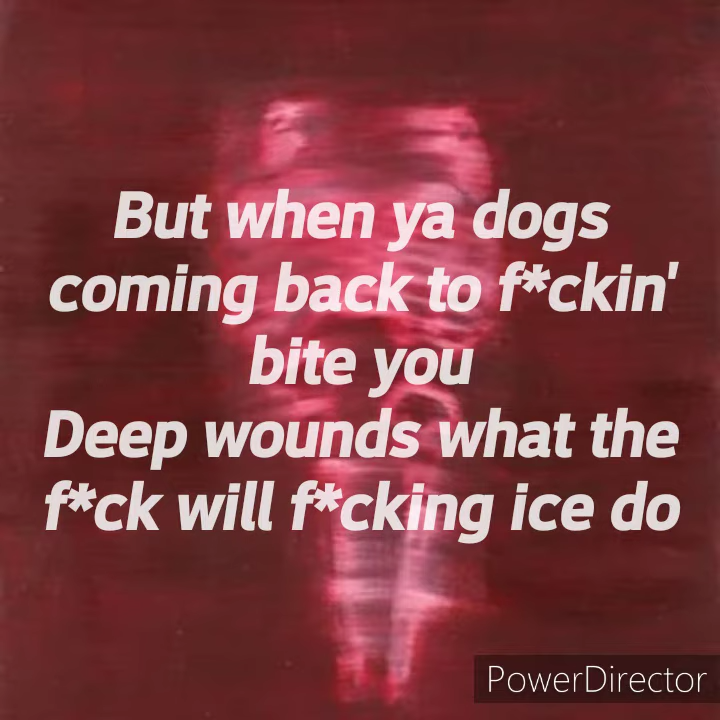 But when ya dogs
coming back to f*ckin'
bite you
Deep wounds what the
f*ck will f*cking ice do
PowerDirector